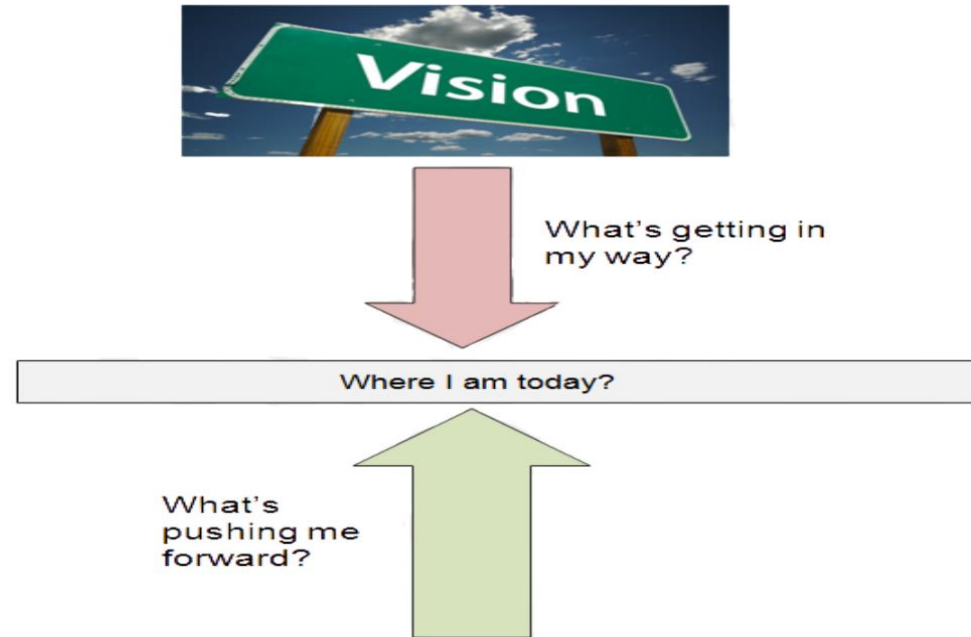 Vision
What's getting in
my way?
Where I am today?
What's
pushing me
forward?